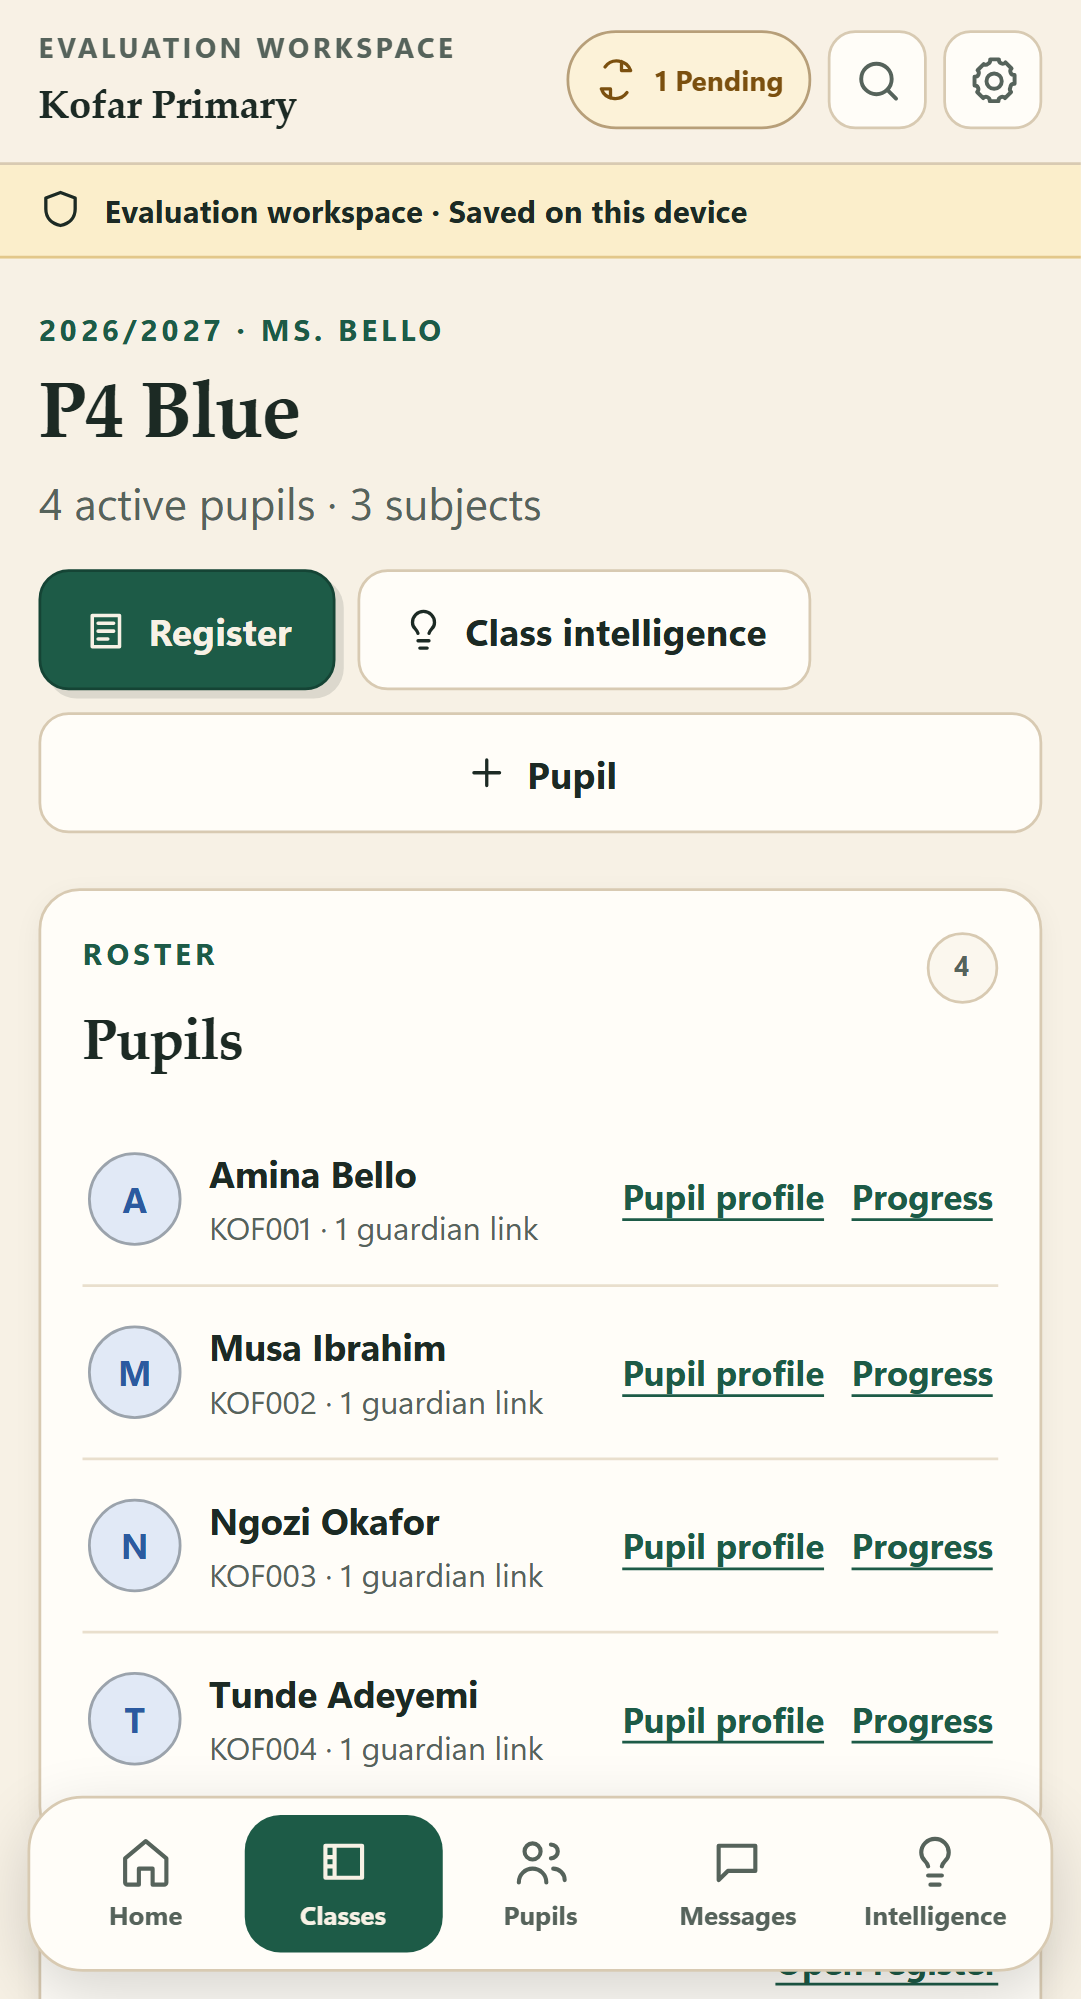 EVALUATION WORKSPACE
Kofar Primary
1 Pending
Evaluation workspace · Saved on this device
2026/2027 · MS. BELLO
P4 Blue
4 active pupils · 3 subjects
Register
Class intelligence
Pupil
ROSTER
4
Pupils
A
Amina Bello
KOF001 · 1 guardian link
Pupil profile
Progress
M
Musa Ibrahim
KOF002 · 1 guardian link
Pupil profile
Progress
N
Ngozi Okafor
KOF003 · 1 guardian link
Pupil profile
Progress
T
Tunde Adeyemi
KOF004 · 1 guardian link
Pupil profile
Progress
Home
Classes
Pupils
Messages
Intelligence
Open register